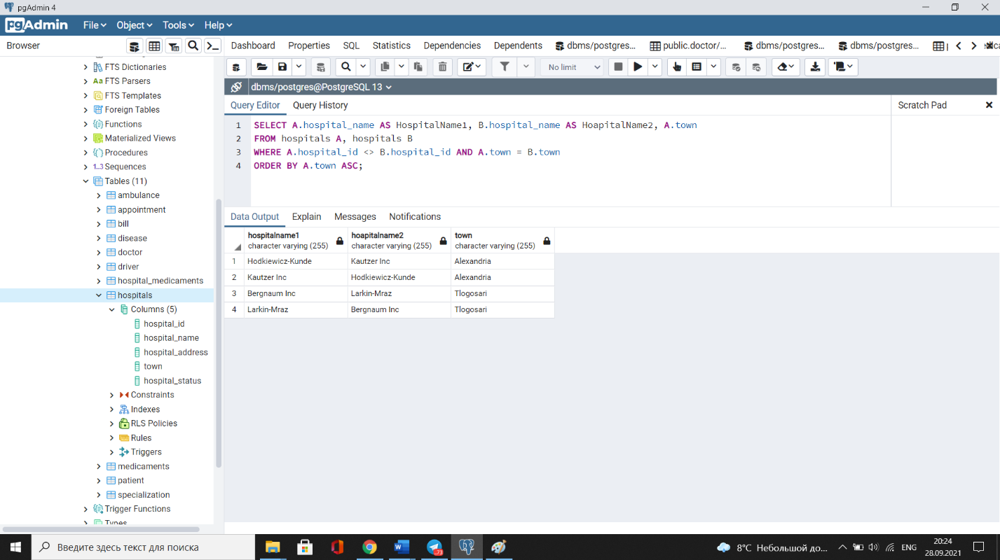 pgAdmin 4
pgAdmin
File Object Tools Help
Browser
Dashboard Properties SQL Statistics Dependencies Dependents dbms/postgres... public.doctor/... dbms/postgres... dbms/postgres...
No limit
dbms/postgres@PostgreSQL 13
Query Editor Query History
Scratch Pad
1 SELECT A.hospital_name AS HospitalName1, B.hospital_name AS HoapitalName2, A.town
2 FROM hospitals A, hospitals B
3 WHERE A.hospital_id <> B.hospital_id AND A.town = B.town
4 ORDER BY A.town ASC;
Data Output Explain Messages Notifications
hospitalname1 hoapitalname2 town
character varying (255) character varying (255) character varying (255)
1 Hodkiewicz-Kunde Kautzer Inc Alexandria
2 Kautzer Inc Hodkiewicz-Kunde Alexandria
3 Bergnaum Inc Larkin-Mraz Tlogosari
4 Larkin-Mraz Bergnaum Inc Tlogosari
FTS Dictionaries
Aa FTS Parsers
FTS Templates
Foreign Tables
Functions
Materialized Views
Procedures
1..3 Sequences
Tables (11)
ambulance
appointment
bill
disease
doctor
driver
hospital_medicaments
hospitals
Columns (5)
hospital_id
hospital_name
hospital_address
town
hospital_status
Constraints
Indexes
RLS Policies
Rules
Triggers
medicaments
patient
specialization
Trigger Functions
Types
Введите здесь текст для поиска
..73
8°C Небольшой до...
ENG
20:24
28.09.2021